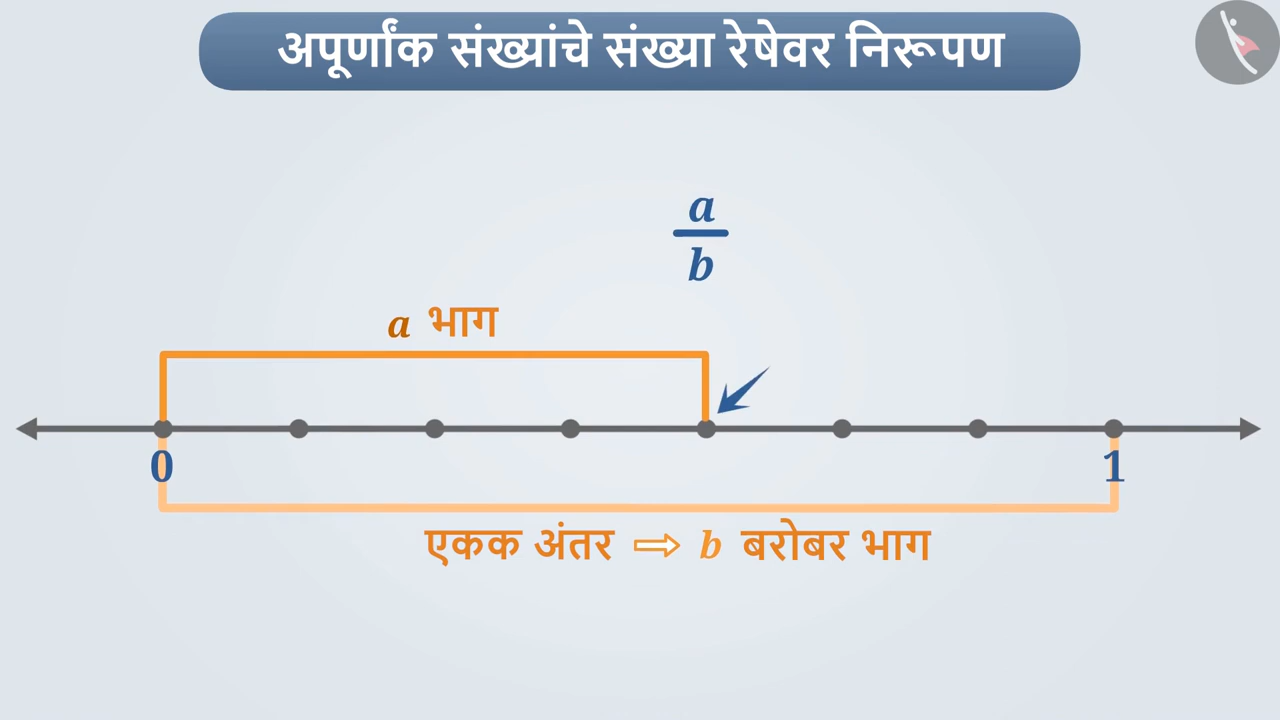 अपूर्णांक संख्यांचे संख्या रेषेवर निरूपण
a
b
a भाग
0
1
एकक अंतर ⇨ b बरोबर भाग